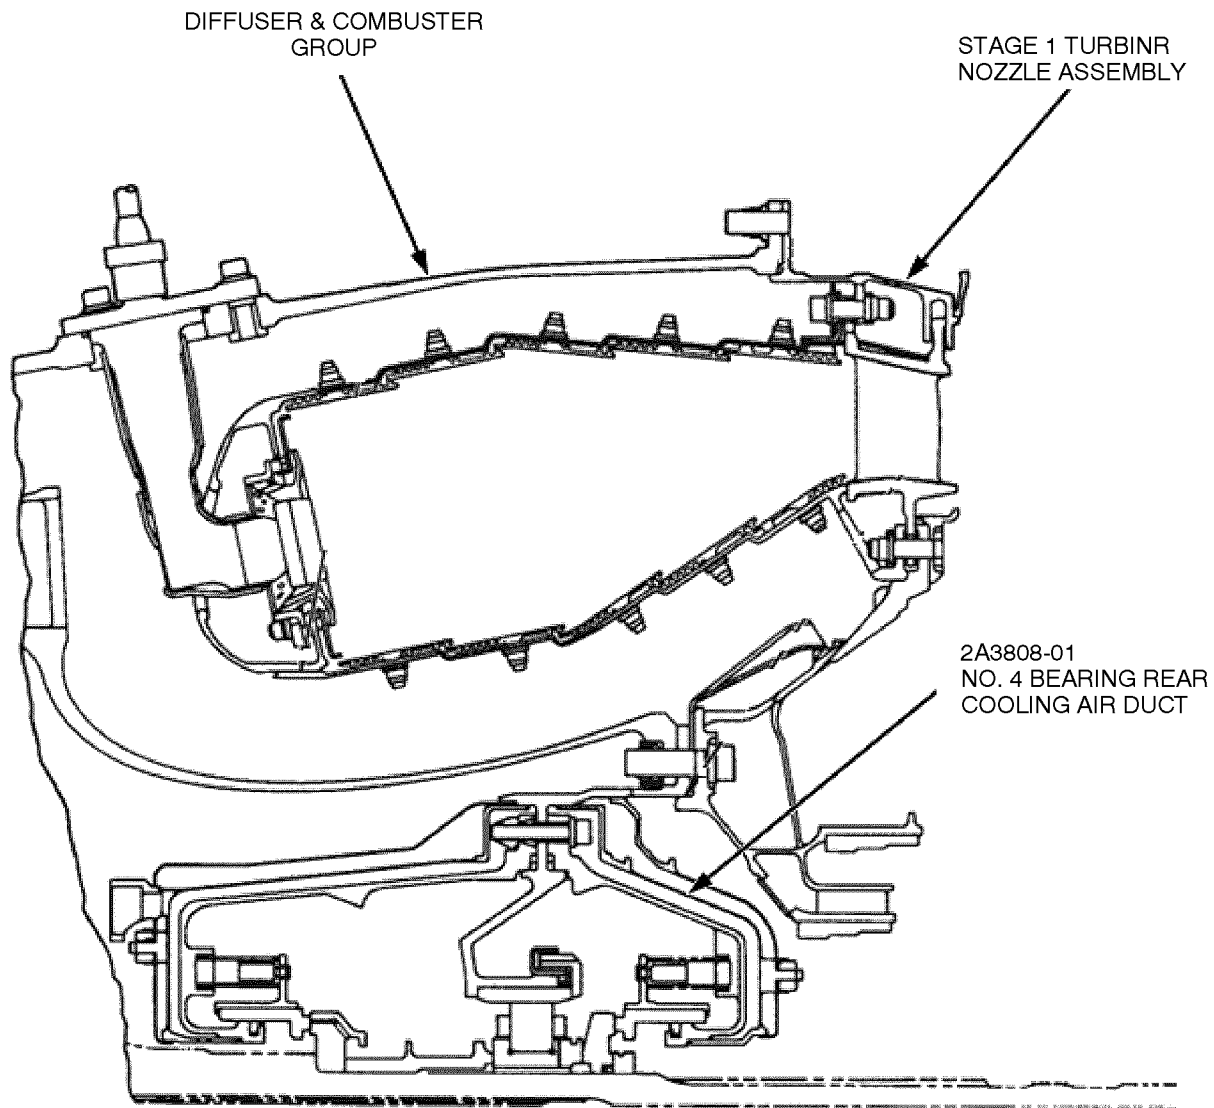 DIFFUSER & COMBUSTER
GROUP
STAGE 1 TURBINR
NOZZLE ASSEMBLY
2A3808-01
NO. 4 BEARING REAR
COOLING AIR DUCT